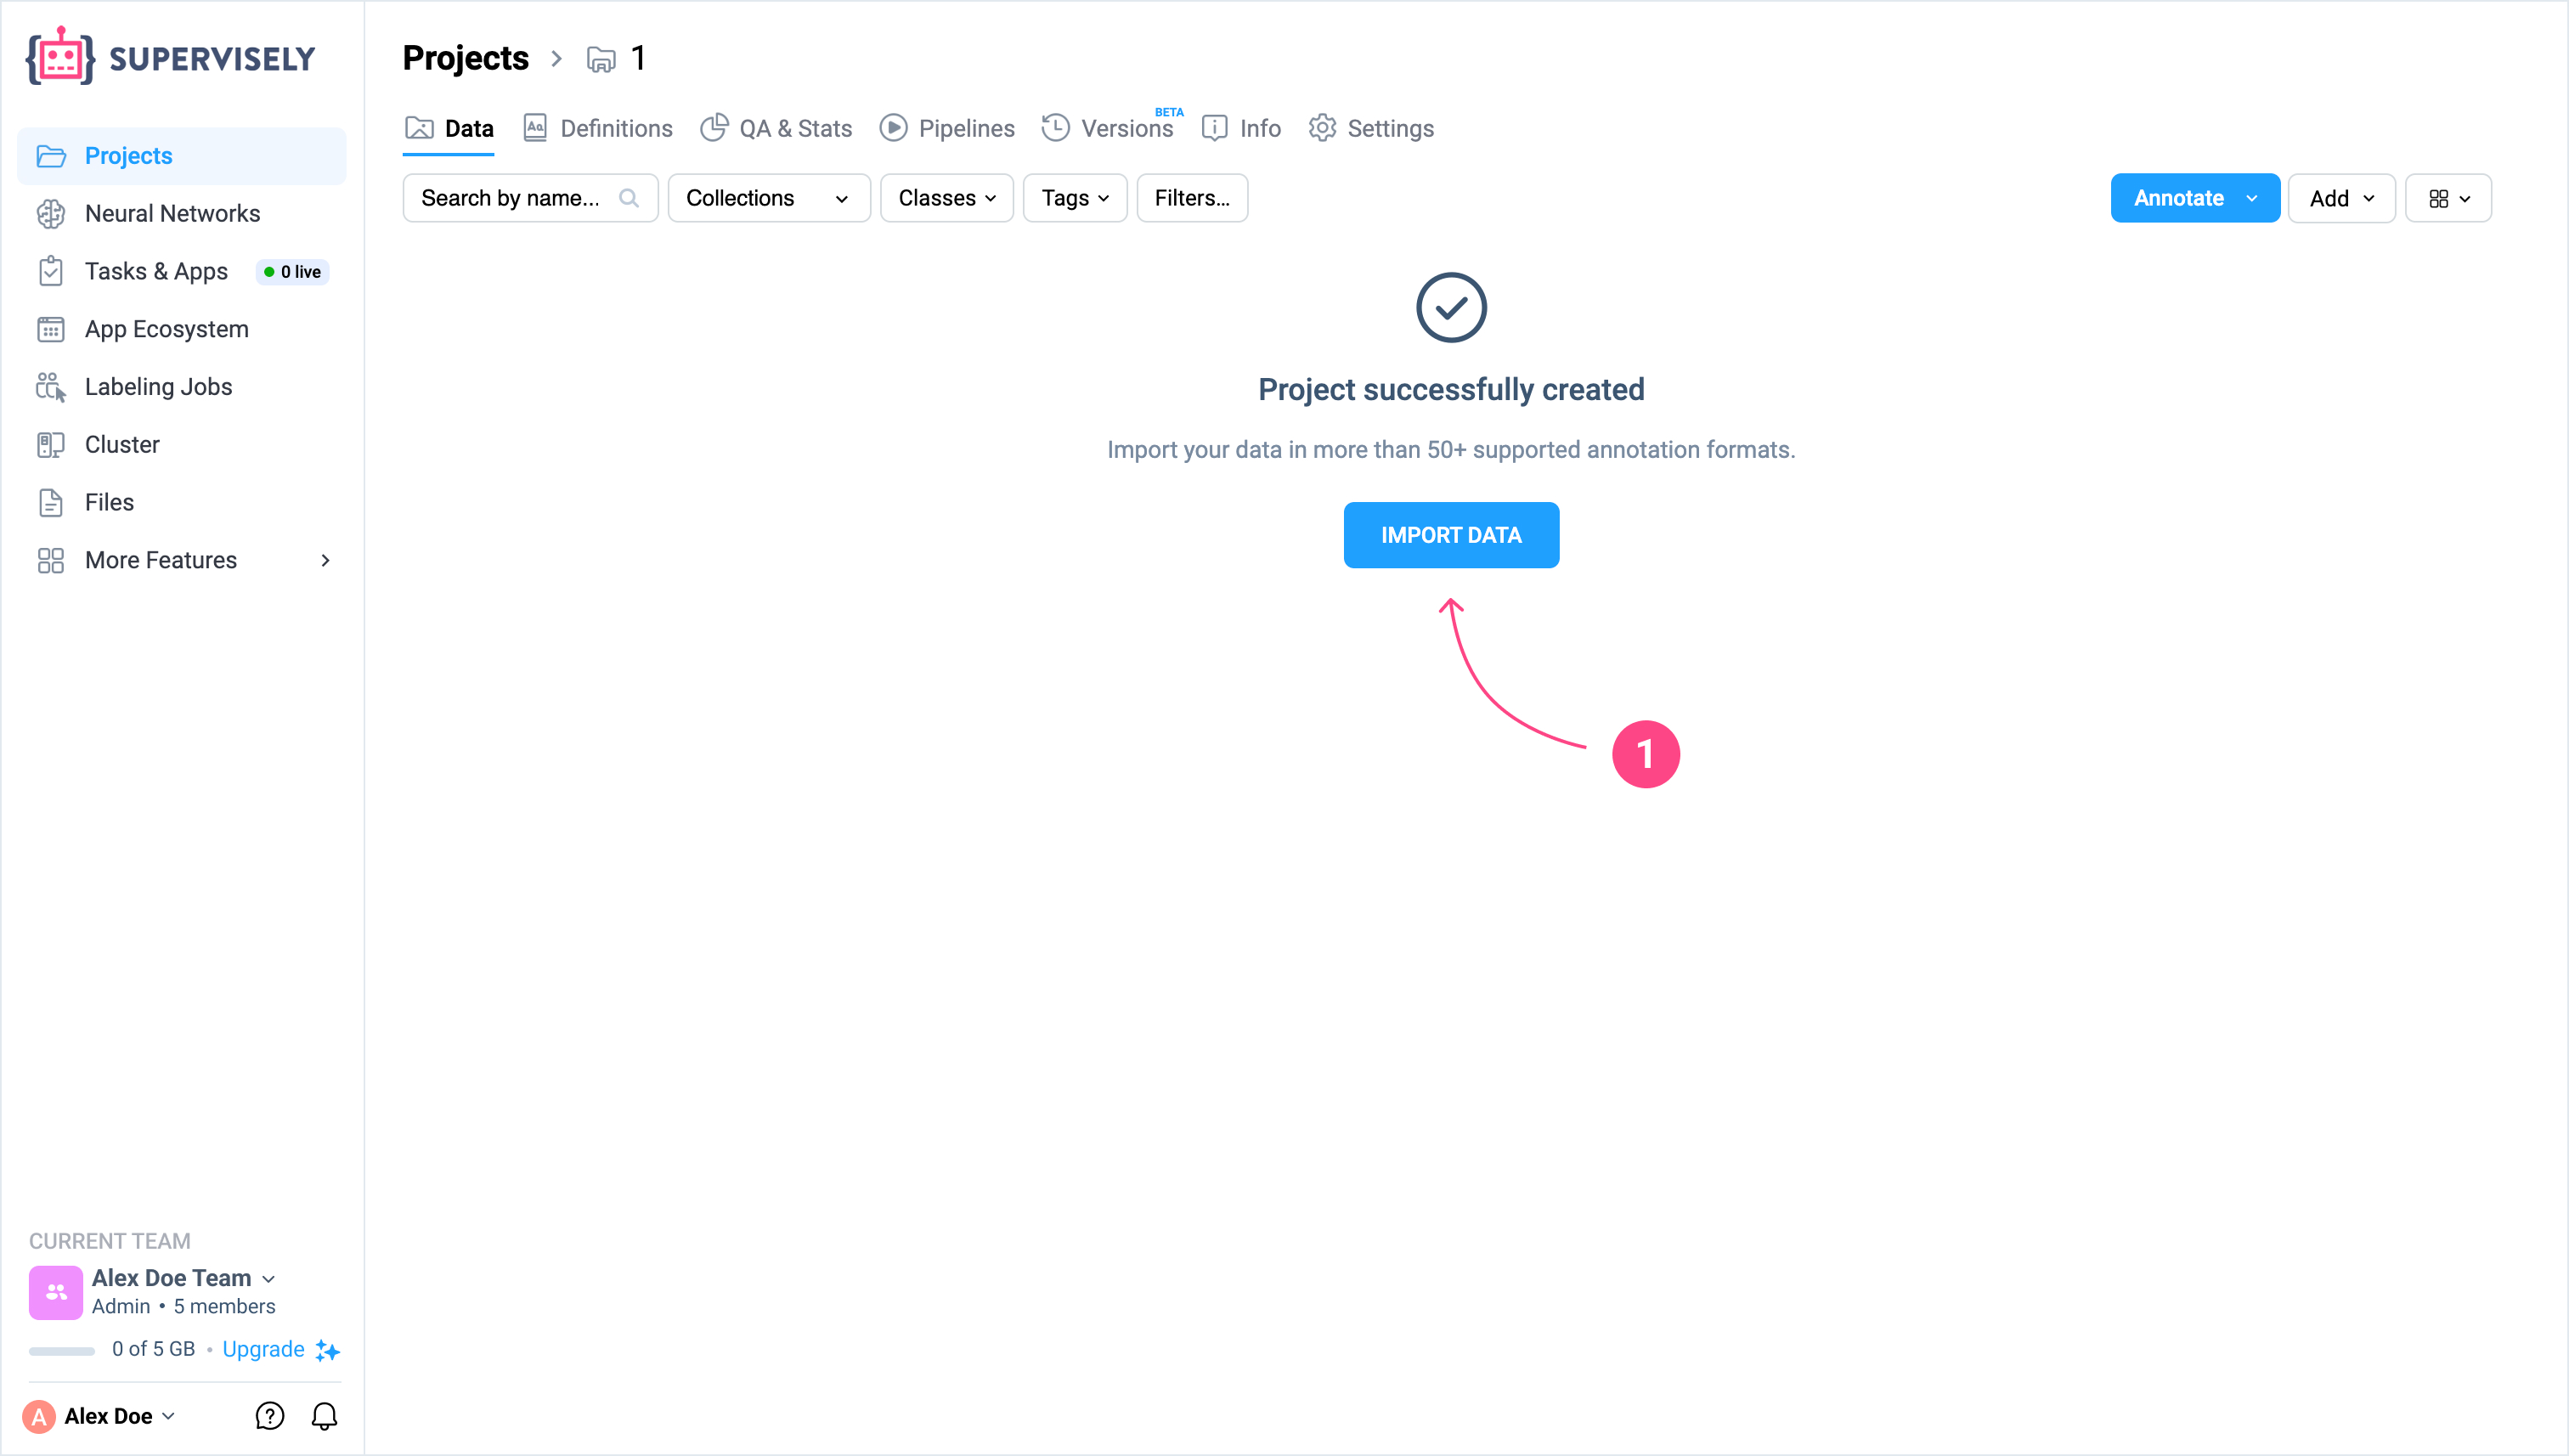 SUPERVISELY
Projects
Neural Networks
Tasks & Apps 0 live
App Ecosystem
Labeling Jobs
Cluster
Files
More Features
CURRENT TEAM
Alex Doe Team
Admin • 5 members
0 of 5 GB • Upgrade
A Alex Doe
Projects > 1
Data Definitions QA & Stats Pipelines Versions BETA Info Settings
Search by name... Collections Classes Tags Filters... Annotate Add
Project successfully created
Import your data in more than 50+ supported annotation formats.
IMPORT DATA
1